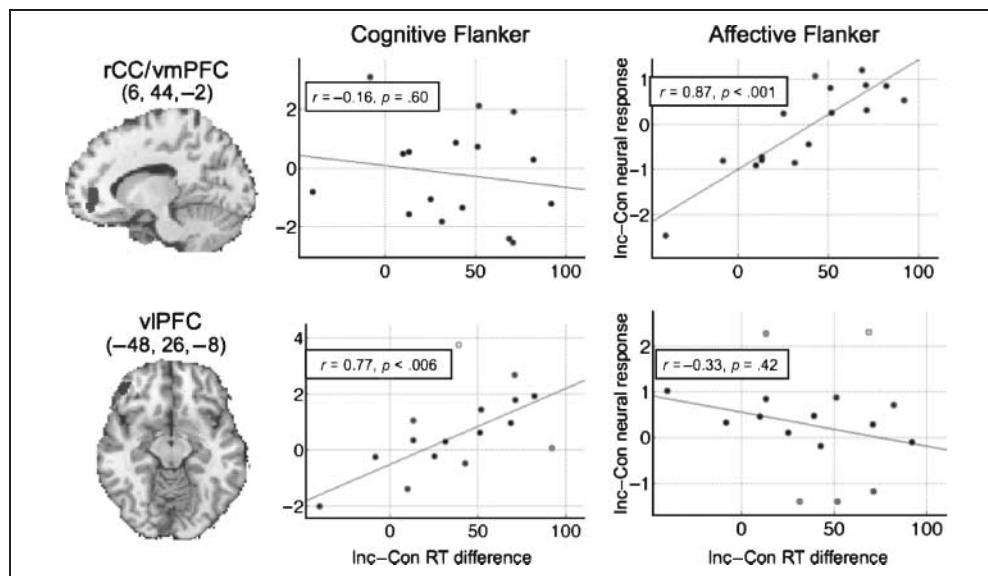 Cognitive Flanker
Affective Flanker
rCC/vmPFC
(6, 44, −2)
r = −0.16, p = .60
2
0
−2
0
50
100
Inc–Con neural response
r = 0.87, p < .001
1
0
−1
−2
0
50
100
vlPFC
(−48, 26, −8)
r = 0.77, p < .006
4
2
0
−2
0
50
100
Inc–Con RT difference
Inc–Con neural response
r = −0.33, p = .42
2
1
0
−1
0
50
100
Inc–Con RT difference